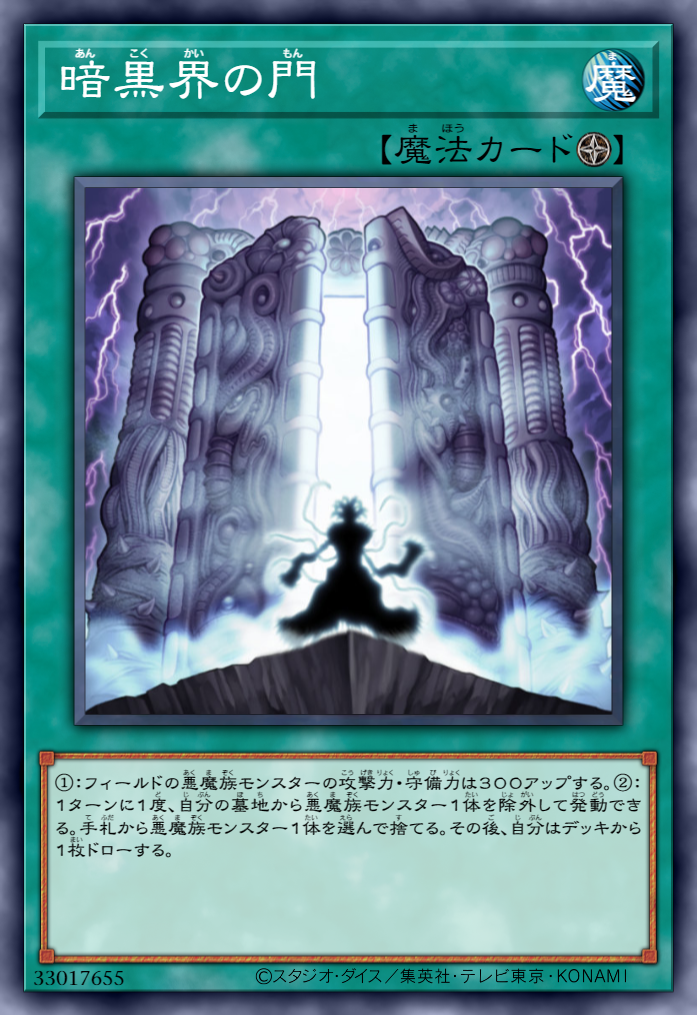 暗黒界の門
魔
【魔法カード】
①：フィールドの悪魔族モンスターの攻撃力・守備力は３００アップする。②：
１ターンに１度、自分の墓地から悪魔族モンスター１体を除外して発動でき
る。手札から悪魔族モンスター１体を選んで捨てる。その後、自分はデッキから
１枚ドローする。
33017655
©スタジオ・ダイス／集英社・テレビ東京・KONAMI